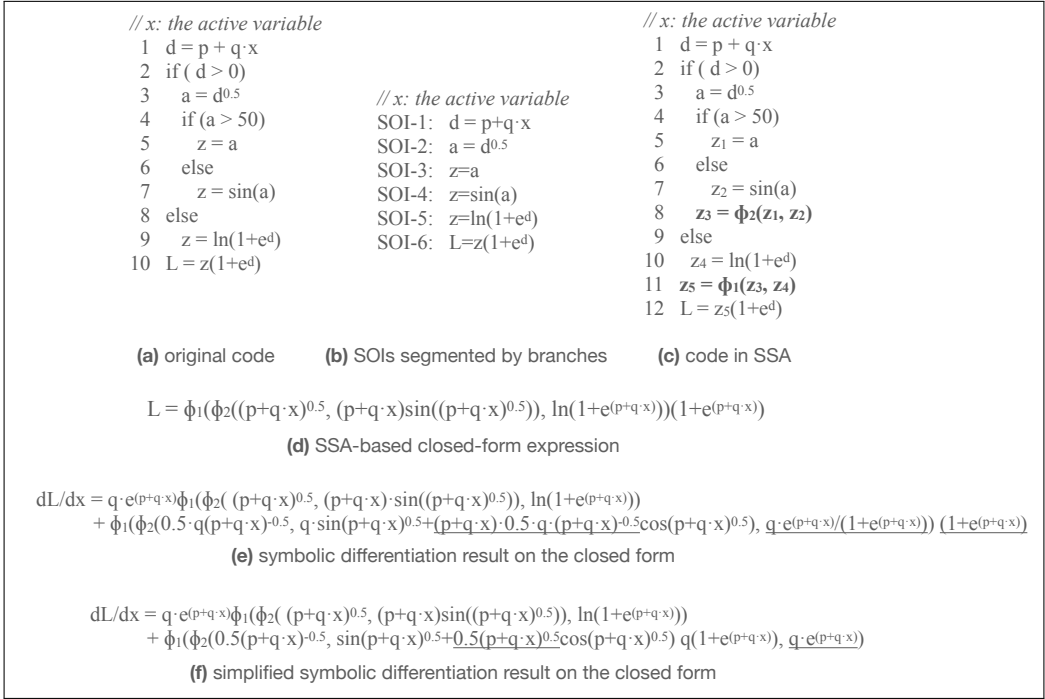 // x: the active variable
1 d = p + q·x
2 if ( d > 0)
3 a = d^0.5
4 if (a > 50)
5 z = a
6 else
7 z = sin(a)
8 else
9 z = ln(1+e^d)
10 L = z(1+e^d)
(a) original code
// x: the active variable
SOI-1: d = p+q·x
SOI-2: a = d^0.5
SOI-3: z=a
SOI-4: z=sin(a)
SOI-5: z=ln(1+e^d)
SOI-6: L=z(1+e^d)
(b) SOIs segmented by branches
// x: the active variable
1 d = p + q·x
2 if ( d > 0)
3 a = d^0.5
4 if (a > 50)
5 z₁ = a
6 else
7 z₂ = sin(a)
8 z₃ = ϕ₂(z₁, z₂)
9 else
10 z₄ = ln(1+e^d)
11 z₅ = ϕ₁(z₃, z₄)
12 L = z₅(1+e^d)
(c) code in SSA
L = ϕ₁(ϕ₂((p+q·x)^0.5, (p+q·x)sin((p+q·x)^0.5)), ln(1+e^(p+q·x)))(1+e^(p+q·x))
(d) SSA-based closed-form expression
dL/dx = q·e^(p+q·x)ϕ₁(ϕ₂( (p+q·x)^0.5, (p+q·x)·sin((p+q·x)^0.5)), ln(1+e^(p+q·x)))
+ ϕ₁(ϕ₂(0.5·q(p+q·x)^-0.5, q·sin(p+q·x)^0.5+(p+q·x)·0.5·q·(p+q·x)^-0.5cos(p+q·x)^0.5), q·e^(p+q·x)/(1+e^(p+q·x))) (1+e^(p+q·x))
(e) symbolic differentiation result on the closed form
dL/dx = q·e^(p+q·x)ϕ₁(ϕ₂( (p+q·x)^0.5, (p+q·x)sin((p+q·x)^0.5)), ln(1+e^(p+q·x)))
+ ϕ₁(ϕ₂(0.5(p+q·x)^-0.5, sin(p+q·x)^0.5+0.5(p+q·x)^0.5cos(p+q·x)^0.5) q(1+e^(p+q·x)), q·e^(p+q·x))
(f) simplified symbolic differentiation result on the closed form